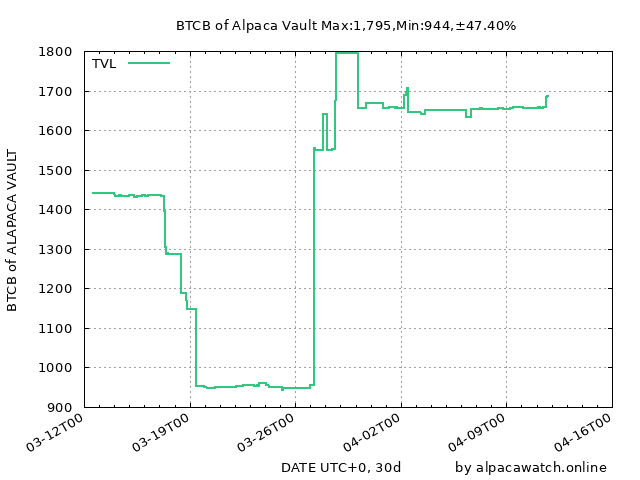 BTCB of Alpaca Vault Max:1,795,Min:944,±47.40%
TVL
1800
1700
1600
1500
1400
1300
1200
1100
1000
900
BTCB of ALAPACA VAULT
03-12T00
03-19T00
03-26T00
04-02T00
04-09T00
04-16T00
DATE UTC+0, 30d
by alpacawatch.online